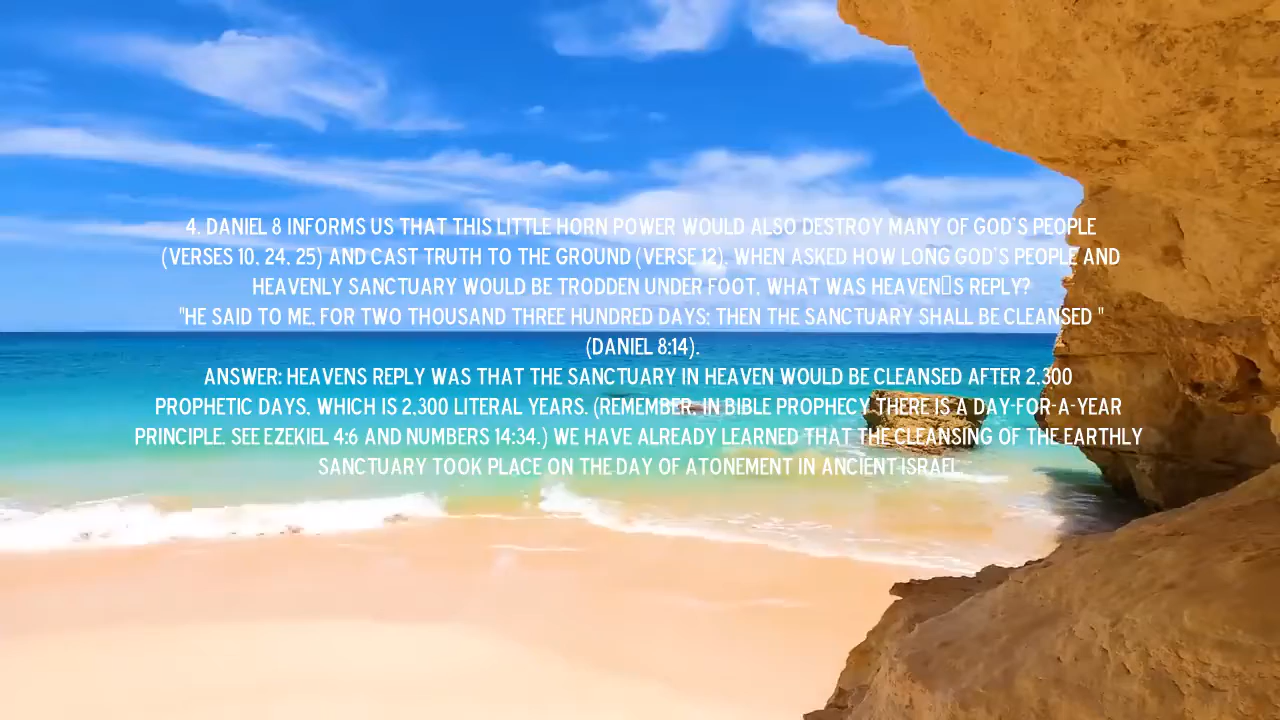 4. DANIEL 8 INFORMS US THAT THIS LITTLE HORN POWER WOULD ALSO DESTROY MANY OF GOD'S PEOPLE
(VERSES 10, 24, 25) AND CAST TRUTH TO THE GROUND (VERSE 12). WHEN ASKED HOW LONG GOD'S PEOPLE AND
HEAVENLY SANCTUARY WOULD BE TRODDEN UNDER FOOT, WHAT WAS HEAVEN▯S REPLY?
"HE SAID TO ME, FOR TWO THOUSAND THREE HUNDRED DAYS; THEN THE SANCTUARY SHALL BE CLEANSED "
(DANIEL 8:14).
ANSWER: HEAVENS REPLY WAS THAT THE SANCTUARY IN HEAVEN WOULD BE CLEANSED AFTER 2,300
PROPHETIC DAYS, WHICH IS 2,300 LITERAL YEARS. (REMEMBER, IN BIBLE PROPHECY THERE IS A DAY-FOR-A-YEAR
PRINCIPLE. SEE EZEKIEL 4:6 AND NUMBERS 14:34.) WE HAVE ALREADY LEARNED THAT THE CLEANSING OF THE EARTHLY
SANCTUARY TOOK PLACE ON THE DAY OF ATONEMENT IN ANCIENT ISRAEL.